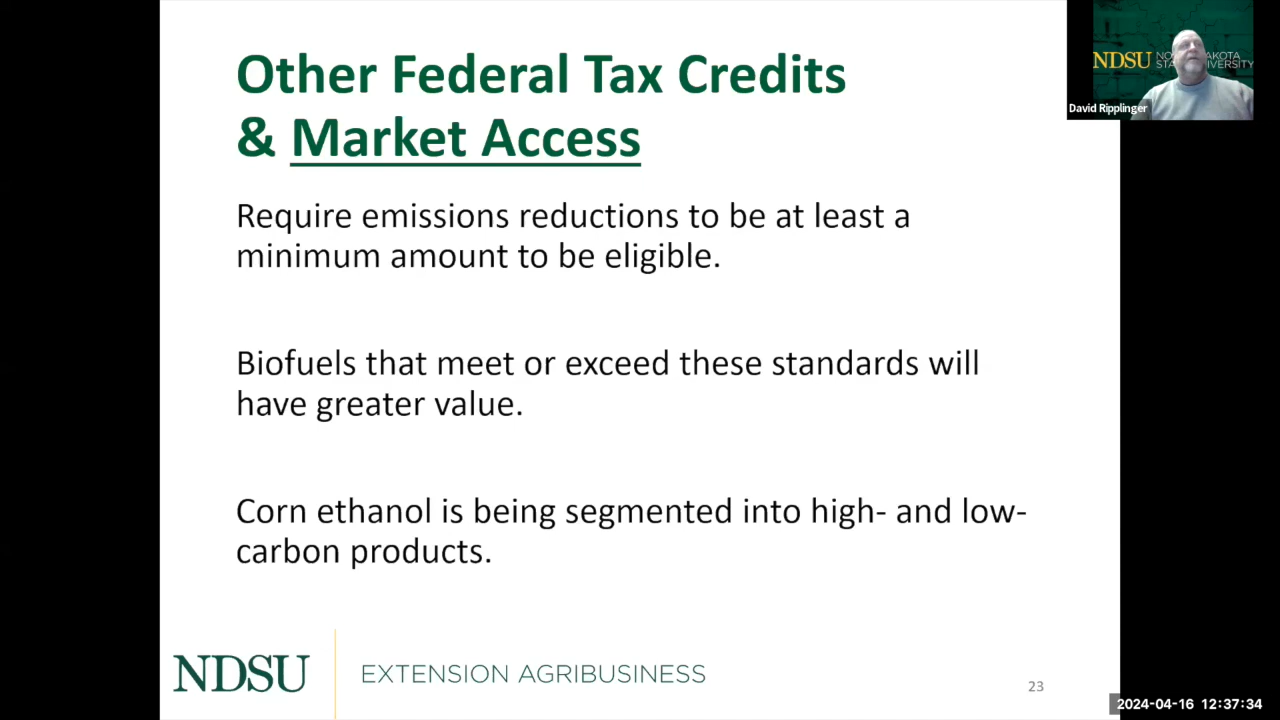 Other Federal Tax Credits
& Market Access
Require emissions reductions to be at least a
minimum amount to be eligible.
Biofuels that meet or exceed these standards will
have greater value.
Corn ethanol is being segmented into high- and low-
carbon products.
NDSU
EXTENSION AGRIBUSINESS
23
NDSU
David Ripplinger
2024-04-16 12:37:34